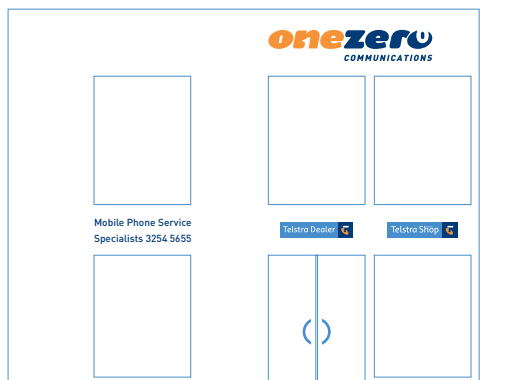 onezero
COMMUNICATIONS
Mobile Phone Service
Specialists 3254 5655
Telstra Dealer
Telstra Shop